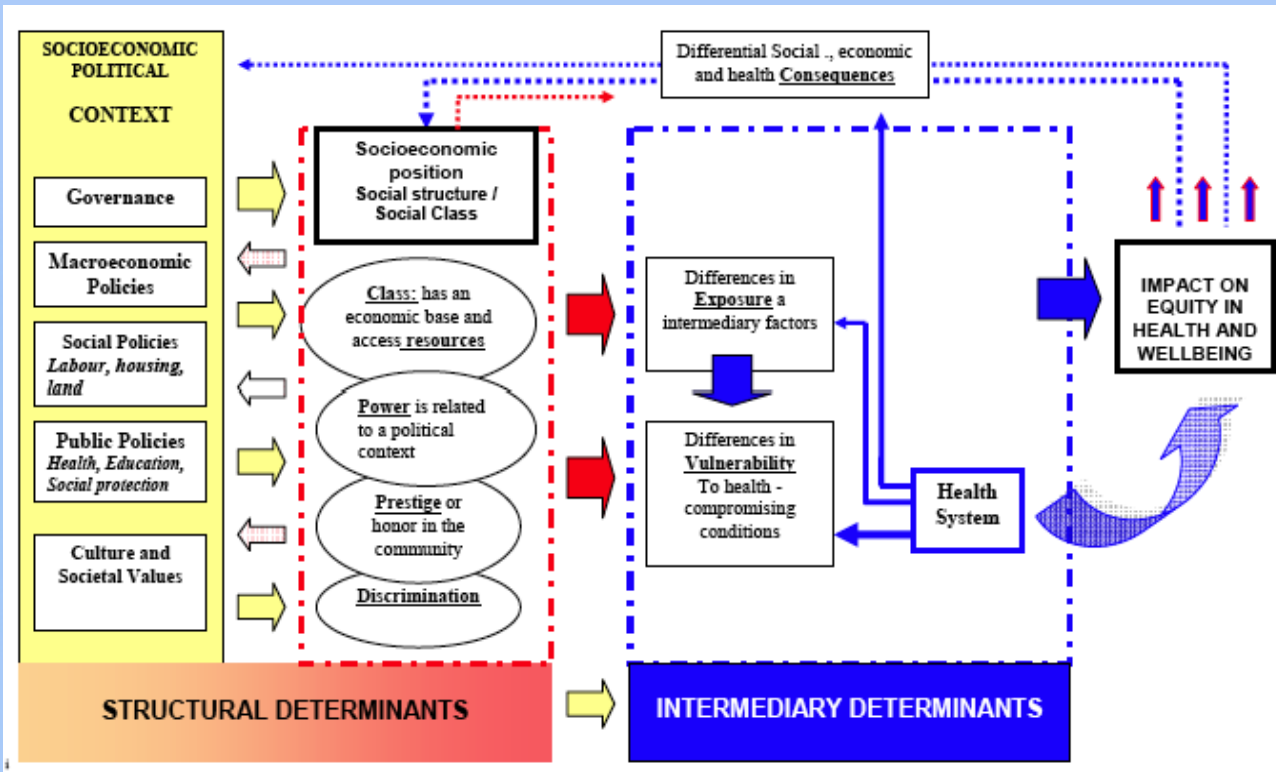 SOCIOECONOMIC
POLITICAL
CONTEXT
Governance
Macroeconomic
Policies
Social Policies
Labour, housing,
land
Public Policies
Health, Education,
Social protection
Culture and
Societal Values
Socioeconomic
position
Social structure /
Social Class
Class: has an
economic base and
access resources
Power is related
to a political
context
Prestige or
honor in the
community
Discrimination
Differential Social ., economic
and health Consequences
Differences in
Exposure a
intermediary factors
Differences in
Vulnerability
To health -
compromising
conditions
Health
System
IMPACT ON
EQUITY IN
HEALTH AND
WELLBEING
STRUCTURAL DETERMINANTS
INTERMEDIARY DETERMINANTS
i